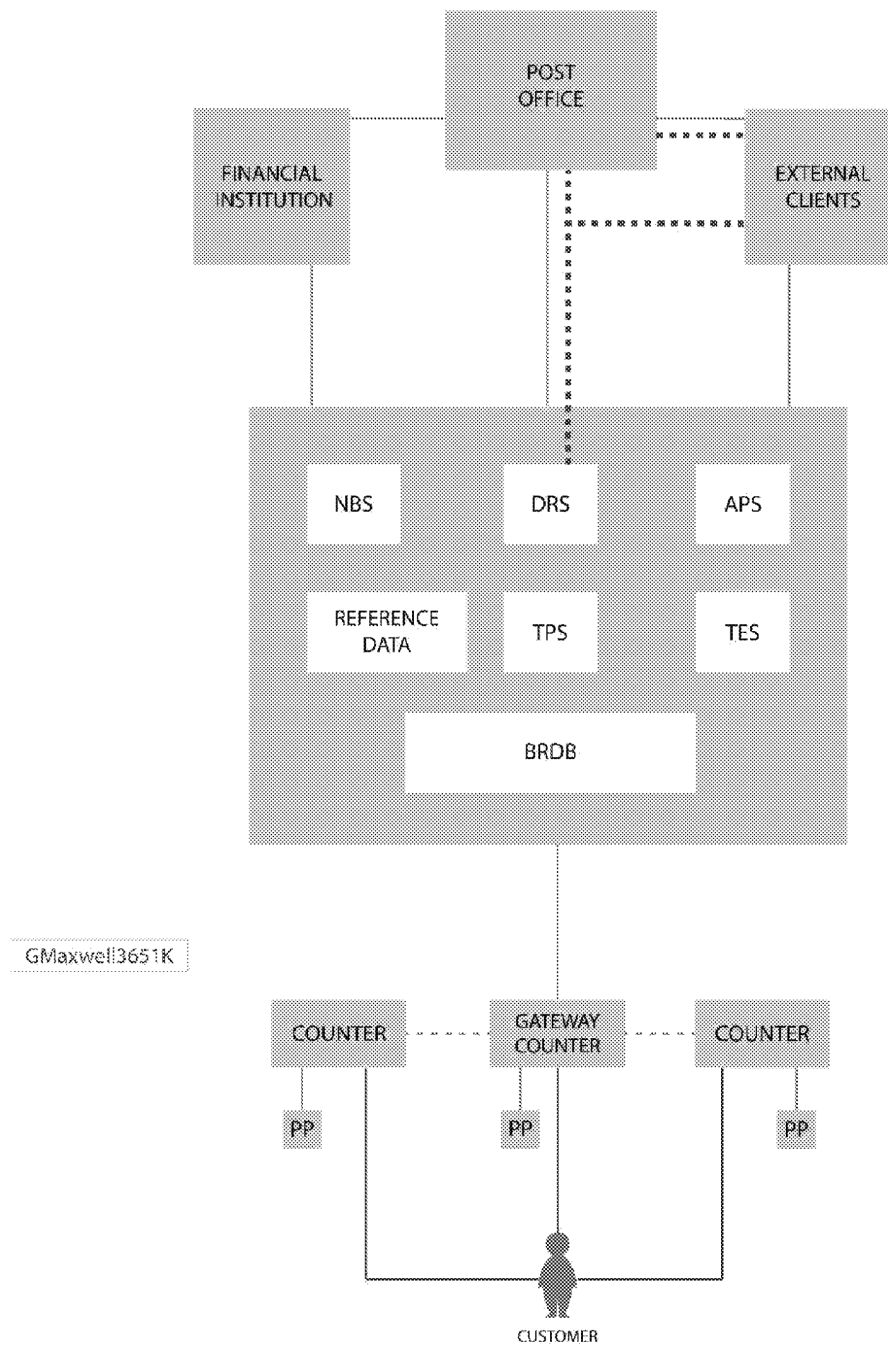 POST
OFFICE
FINANCIAL
INSTITUTION
EXTERNAL
CLIENTS
NBS
DRS
APS
REFERENCE
DATA
TPS
TES
BRDB
GMaxwell3651K
COUNTER
GATEWAY
COUNTER
COUNTER
PP
PP
PP
CUSTOMER